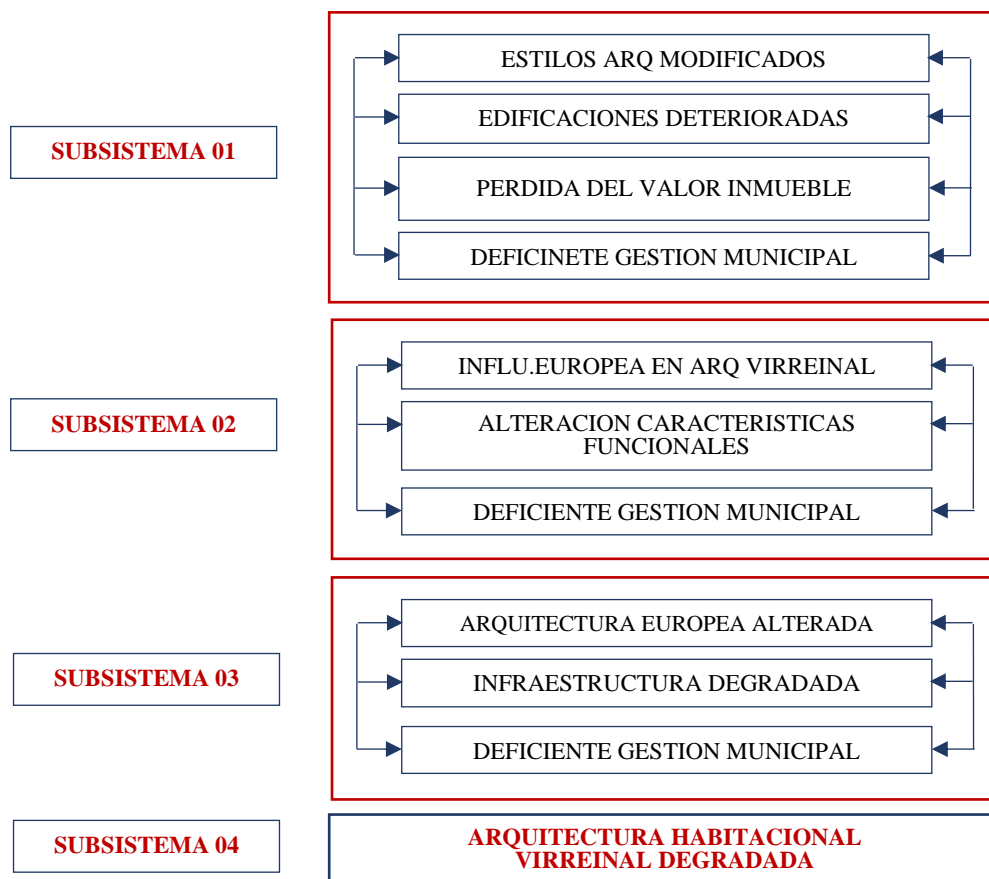 SUBSISTEMA 01
ESTILOS ARQ MODIFICADOS
EDIFICACIONES DETERIORADAS
PERDIDA DEL VALOR INMUEBLE
DEFICINETE GESTION MUNICIPAL
SUBSISTEMA 02
INFLU.EUROPEA EN ARQ VIRREINAL
ALTERACION CARACTERISTICAS
FUNCIONALES
DEFICIENTE GESTION MUNICIPAL
SUBSISTEMA 03
ARQUITECTURA EUROPEA ALTERADA
INFRAESTRUCTURA DEGRADADA
DEFICIENTE GESTION MUNICIPAL
SUBSISTEMA 04
ARQUITECTURA HABITACIONAL
VIRREINAL DEGRADADA